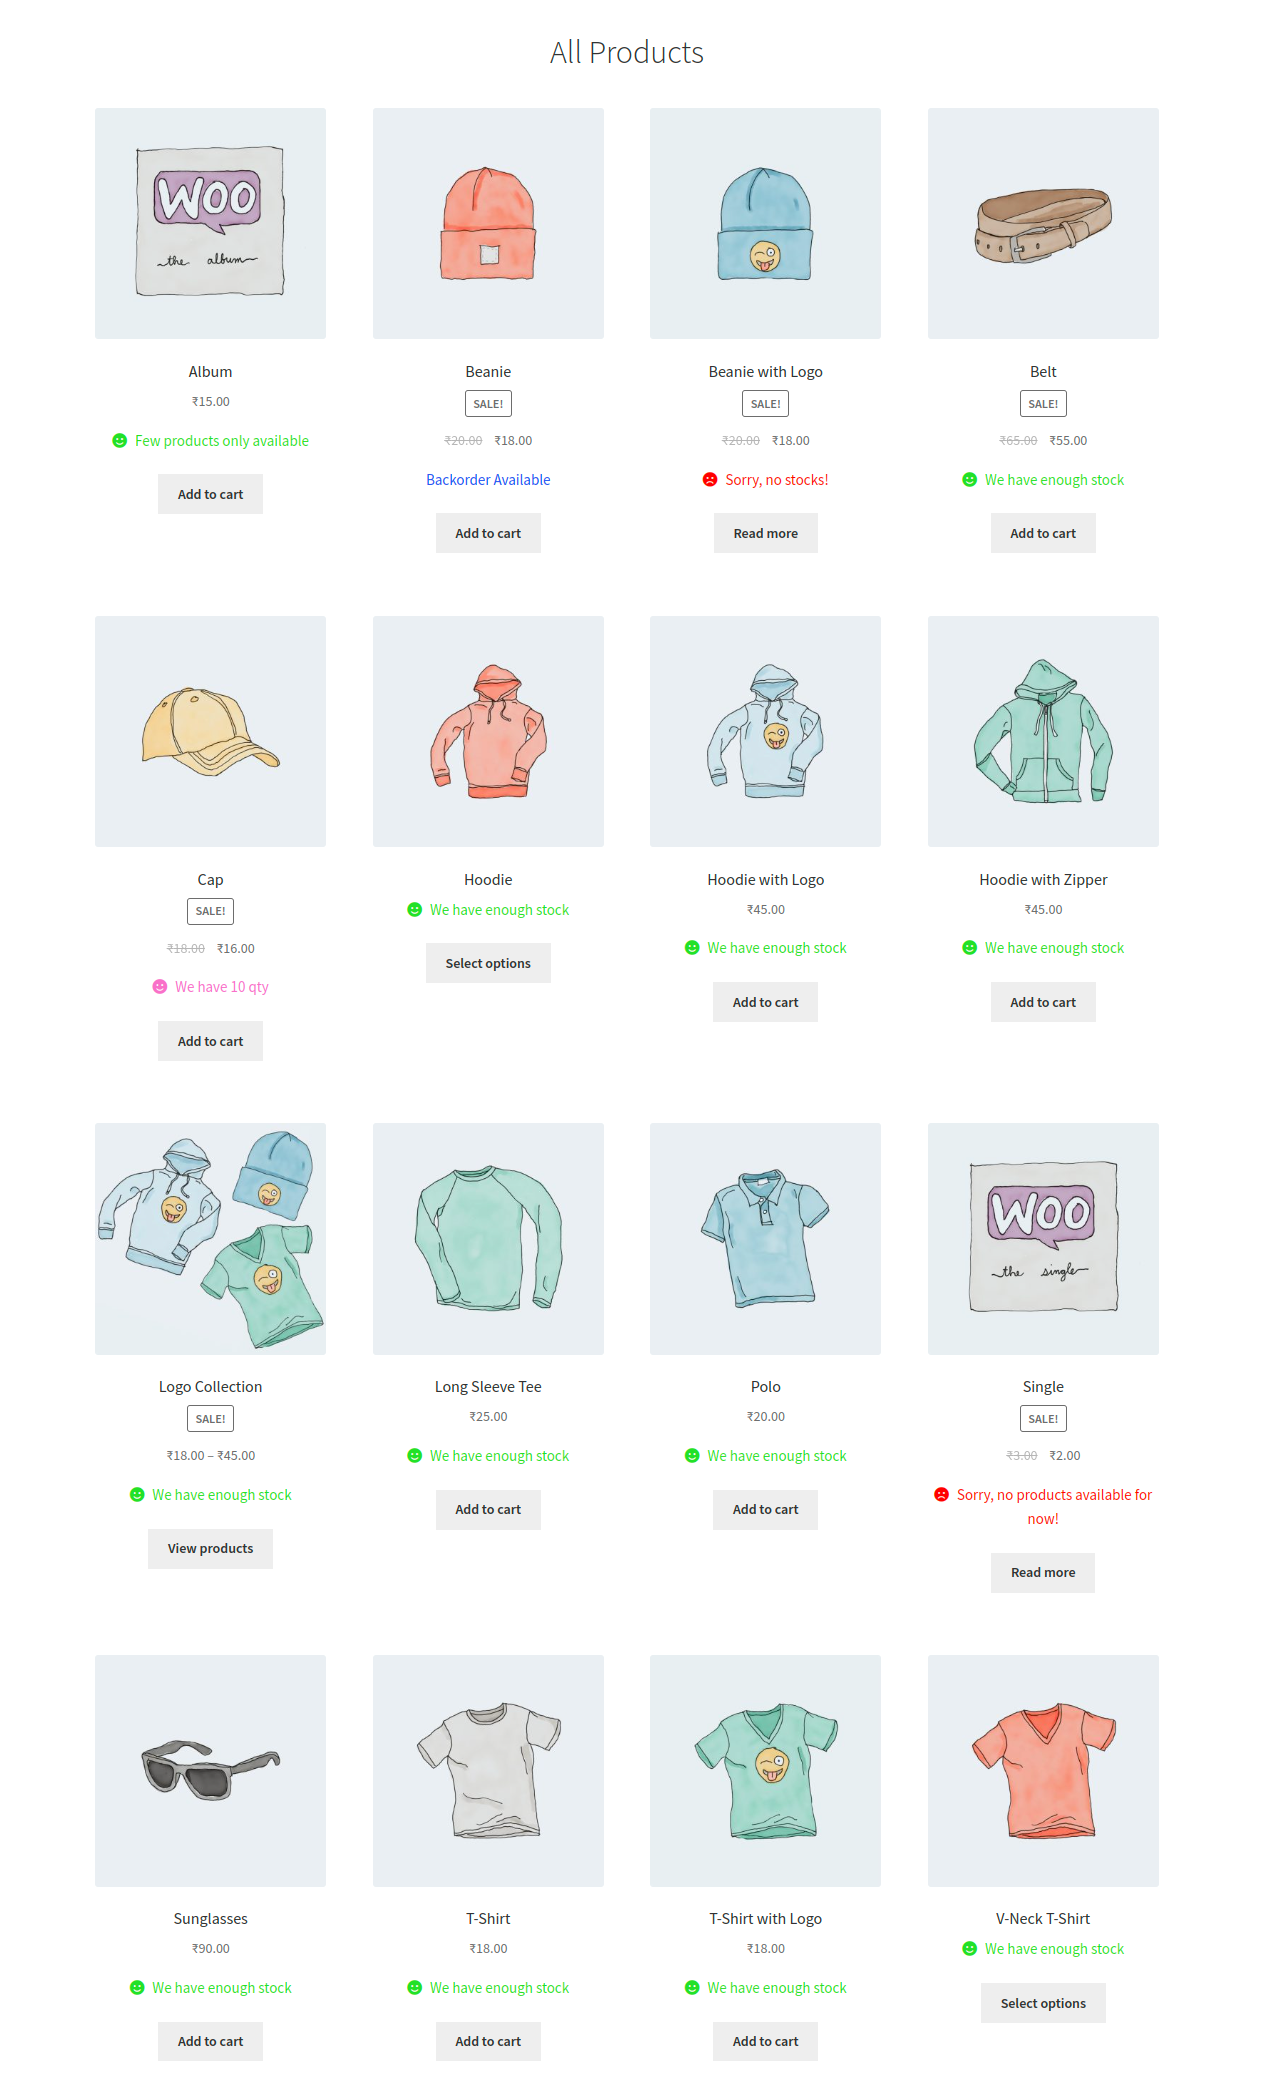 All Products
WOO
the album
Album
₹15.00
Few products only available
Add to cart
Beanie
SALE!
₹20.00 ₹18.00
Backorder Available
Add to cart
Beanie with Logo
SALE!
₹20.00 ₹18.00
Sorry, no stocks!
Read more
Belt
SALE!
₹65.00 ₹55.00
We have enough stock
Add to cart
Cap
SALE!
₹18.00 ₹16.00
We have 10 qty
Add to cart
Hoodie
We have enough stock
Select options
Hoodie with Logo
₹45.00
We have enough stock
Add to cart
Hoodie with Zipper
₹45.00
We have enough stock
Add to cart
Logo Collection
SALE!
₹18.00 – ₹45.00
We have enough stock
View products
Long Sleeve Tee
₹25.00
We have enough stock
Add to cart
Polo
₹20.00
We have enough stock
Add to cart
WOO
the single
Single
SALE!
₹3.00 ₹2.00
Sorry, no products available for
now!
Read more
Sunglasses
₹90.00
We have enough stock
Add to cart
T-Shirt
₹18.00
We have enough stock
Add to cart
T-Shirt with Logo
₹18.00
We have enough stock
Add to cart
V-Neck T-Shirt
We have enough stock
Select options